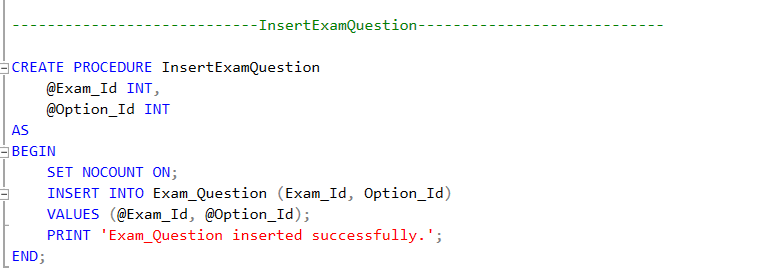 ----------------------------InsertExamQuestion----------------------------
CREATE PROCEDURE InsertExamQuestion
    @Exam_Id INT,
    @Option_Id INT
AS
BEGIN
    SET NOCOUNT ON;
    INSERT INTO Exam_Question (Exam_Id, Option_Id)
    VALUES (@Exam_Id, @Option_Id);
    PRINT 'Exam_Question inserted successfully.';
END;